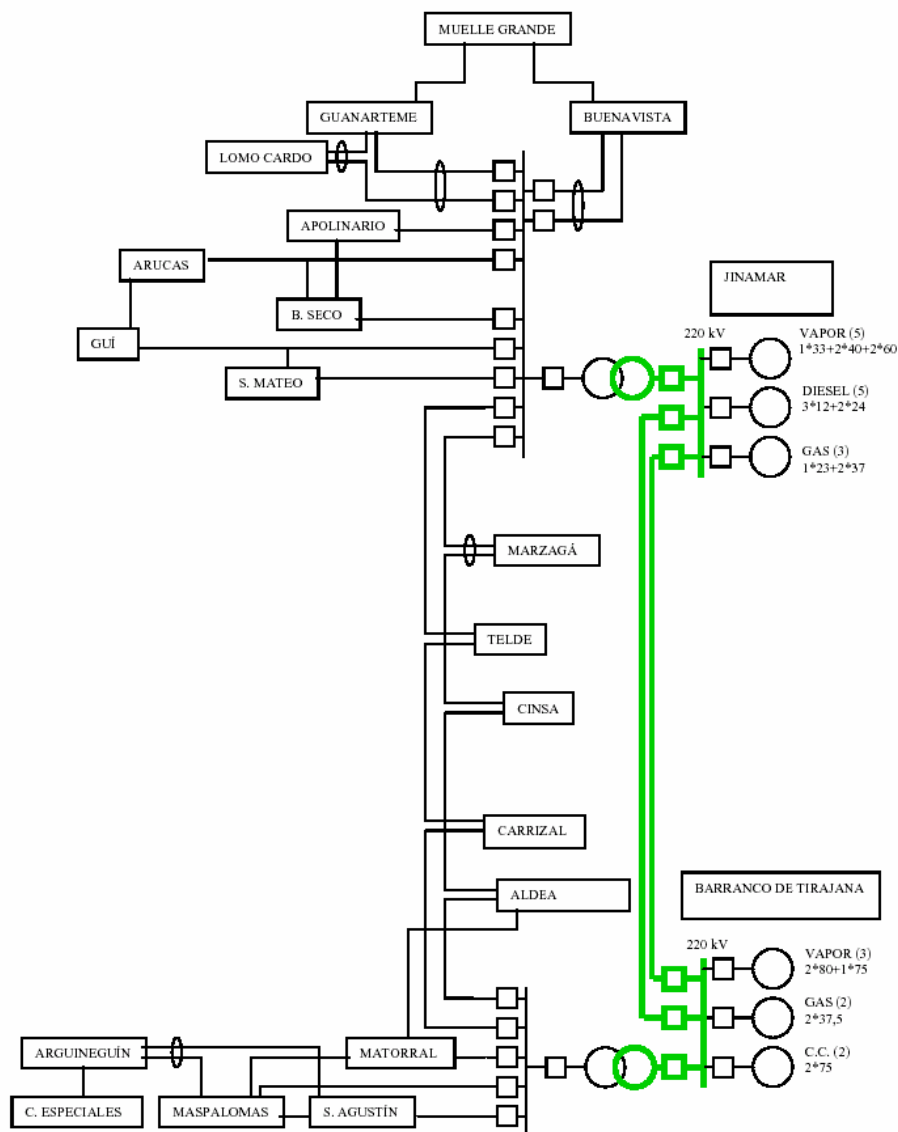 MUELLE GRANDE
GUANARTEME
BUENAVISTA
LOMO CARDO
APOLINARIO
ARUCAS
JINAMAR
B. SECO
GUÍ
220 kV
VAPOR (5)
1*33+2*40+2*60
S. MATEO
DIESEL (5)
3*12+2*24
GAS (3)
1*23+2*37
MARZAGÁ
TELDE
CINSA
CARRIZAL
ALDEA
BARRANCO DE TIRAJANA
220 kV
VAPOR (3)
2*80+1*75
GAS (2)
2*37,5
ARGUINEGUÍN
MATORRAL
C.C. (2)
2*75
C. ESPECIALES
MASPALOMAS
S. AGUSTÍN